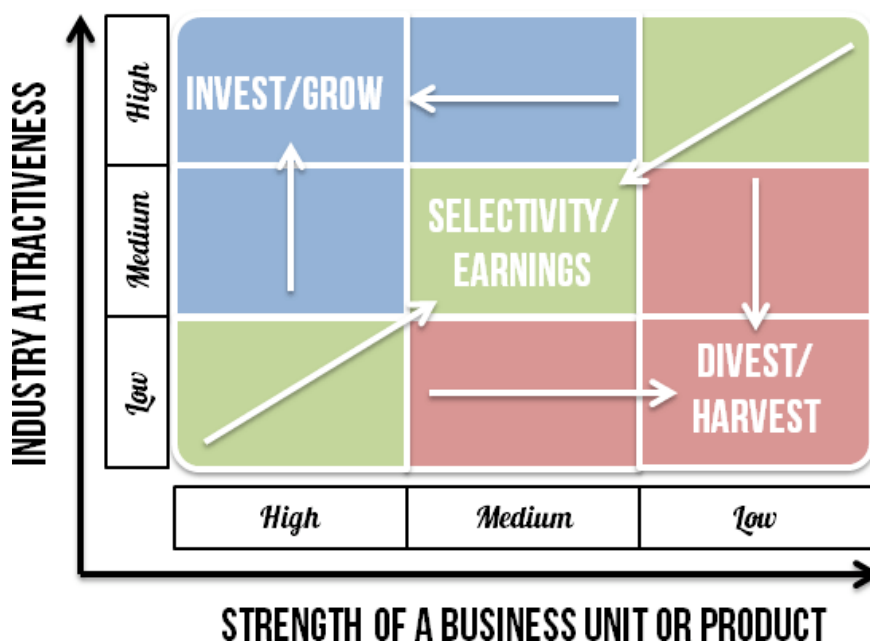 INDUSTRY ATTRACTIVENESS
High
INVEST/GROW
Medium
SELECTIVITY/
EARNINGS
Low
DIVEST/
HARVEST
High
Medium
Low
STRENGTH OF A BUSINESS UNIT OR PRODUCT